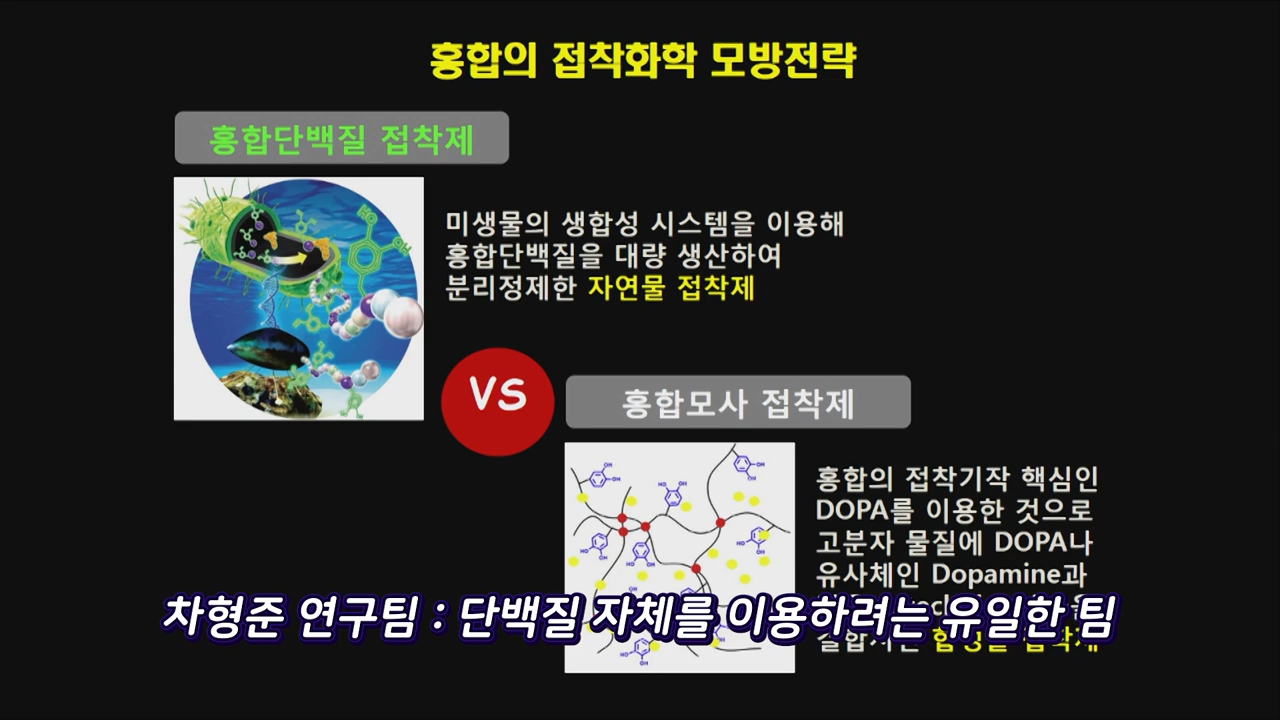 홍합의 접착화학 모방전략
홍합단백질 접착제
미생물의 생합성 시스템을 이용해
홍합단백질을 대량 생산하여
분리정제한 자연물 접착제
VS
홍합모사 접착제
홍합의 접착기작 핵심인
DOPA를 이용한 것으로
고분자 물질에 DOPA나
유사체인 Dopamine과
차형준 연구팀 : 단백질 자체를 이용하려는 유일한 팀